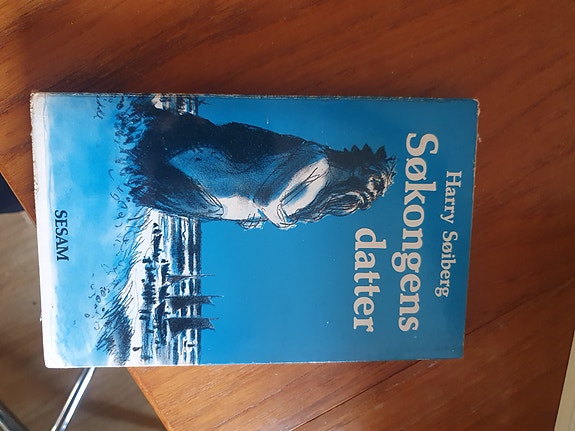 Harry Søiberg
Søkongens
datter
SESAM